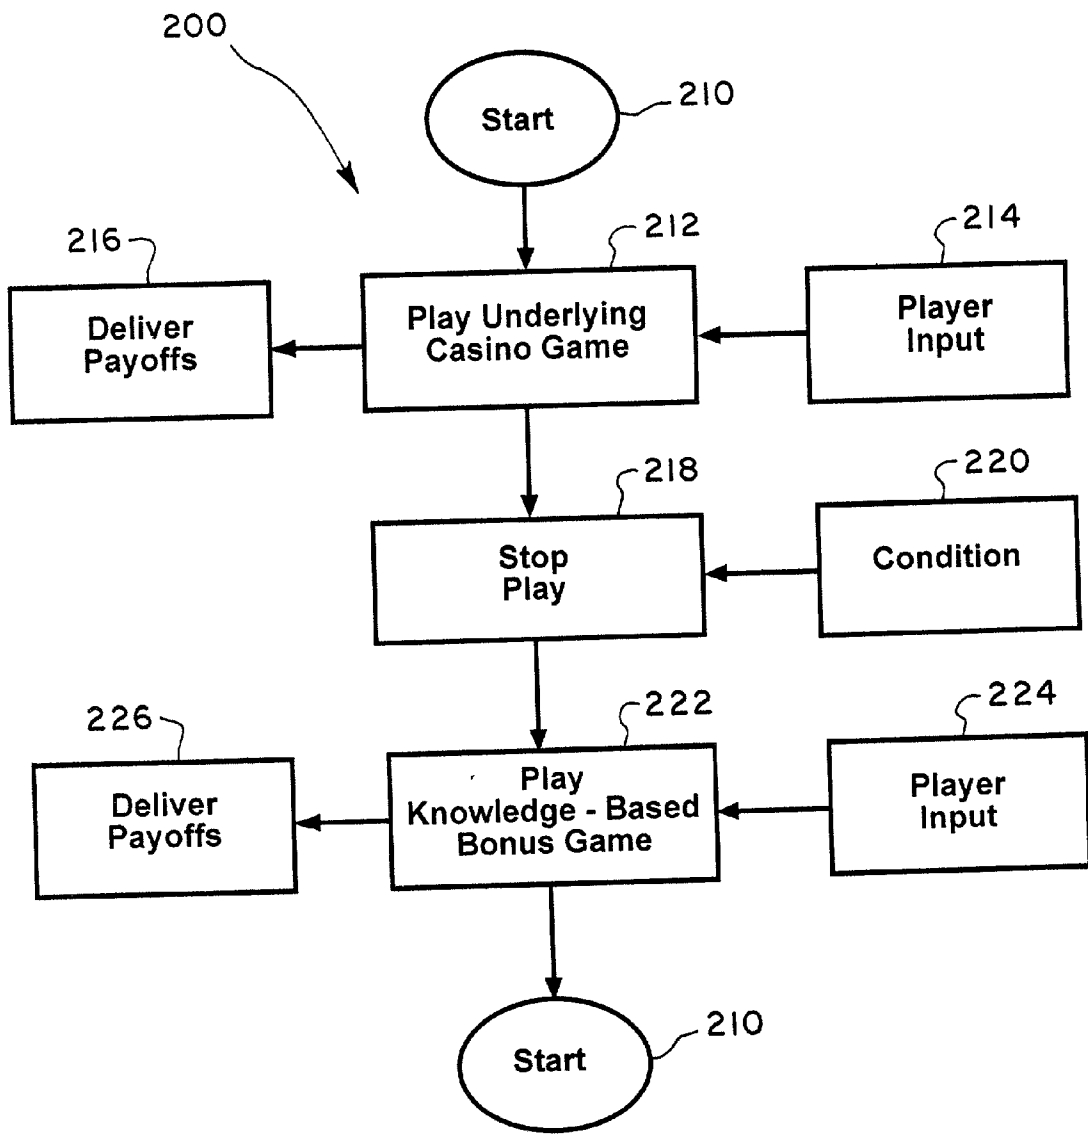 200
210
Start
216
212
214
Deliver
Payoffs
Play Underlying
Casino Game
Player
Input
218
220
Stop
Play
Condition
226
222
224
Deliver
Payoffs
Play
Knowledge - Based
Bonus Game
Player
Input
210
Start